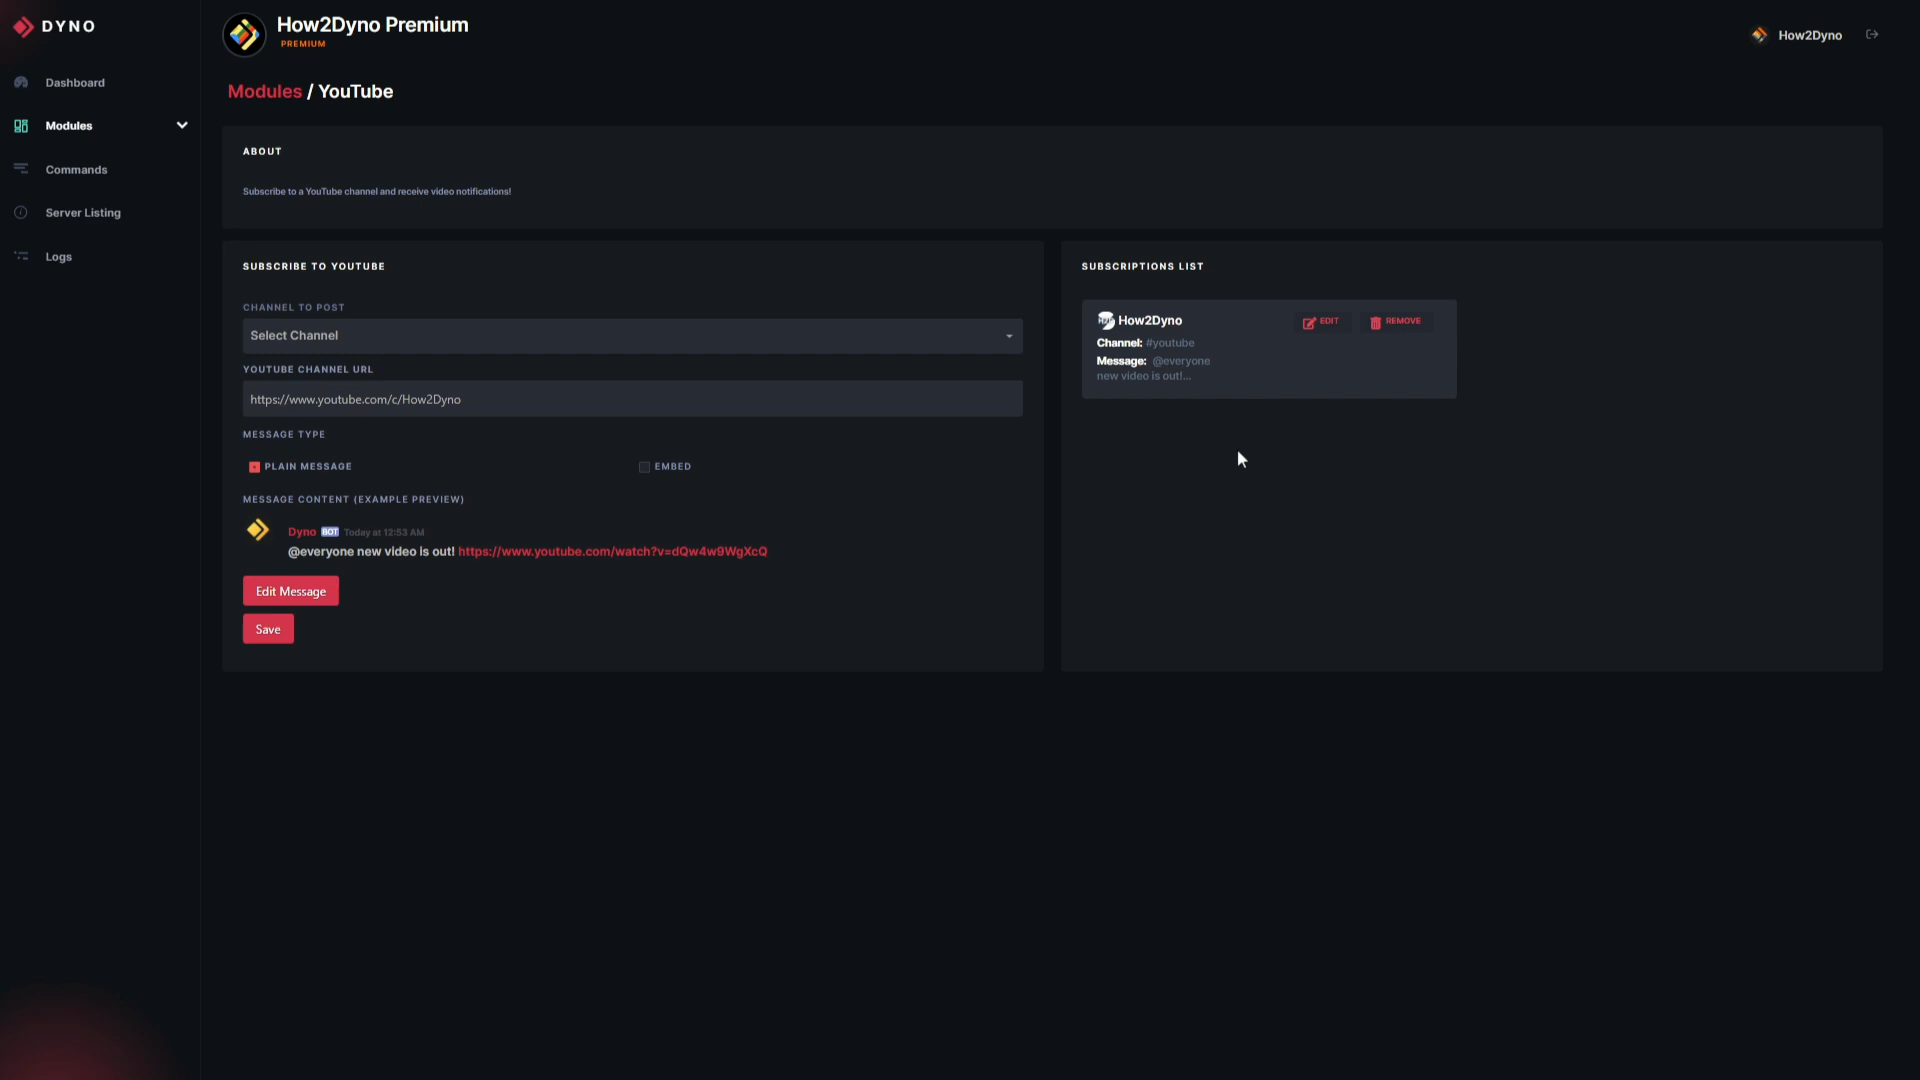 DYNO
How2Dyno Premium
PREMIUM
How2Dyno
Dashboard
Modules
Commands
Server Listing
Logs
Modules / YouTube
ABOUT
Subscribe to a YouTube channel and receive video notifications!
SUBSCRIBE TO YOUTUBE
CHANNEL TO POST
Select Channel
YOUTUBE CHANNEL URL
https://www.youtube.com/c/How2Dyno
MESSAGE TYPE
PLAIN MESSAGE
EMBED
MESSAGE CONTENT (EXAMPLE PREVIEW)
Dyno BOT Today at 12:53 AM
@everyone new video is out! https://www.youtube.com/watch?v=dQw4w9WgXcQ
Edit Message
Save
SUBSCRIPTIONS LIST
How2Dyno
EDIT
REMOVE
Channel: #youtube
Message: @everyone
new video is out!...